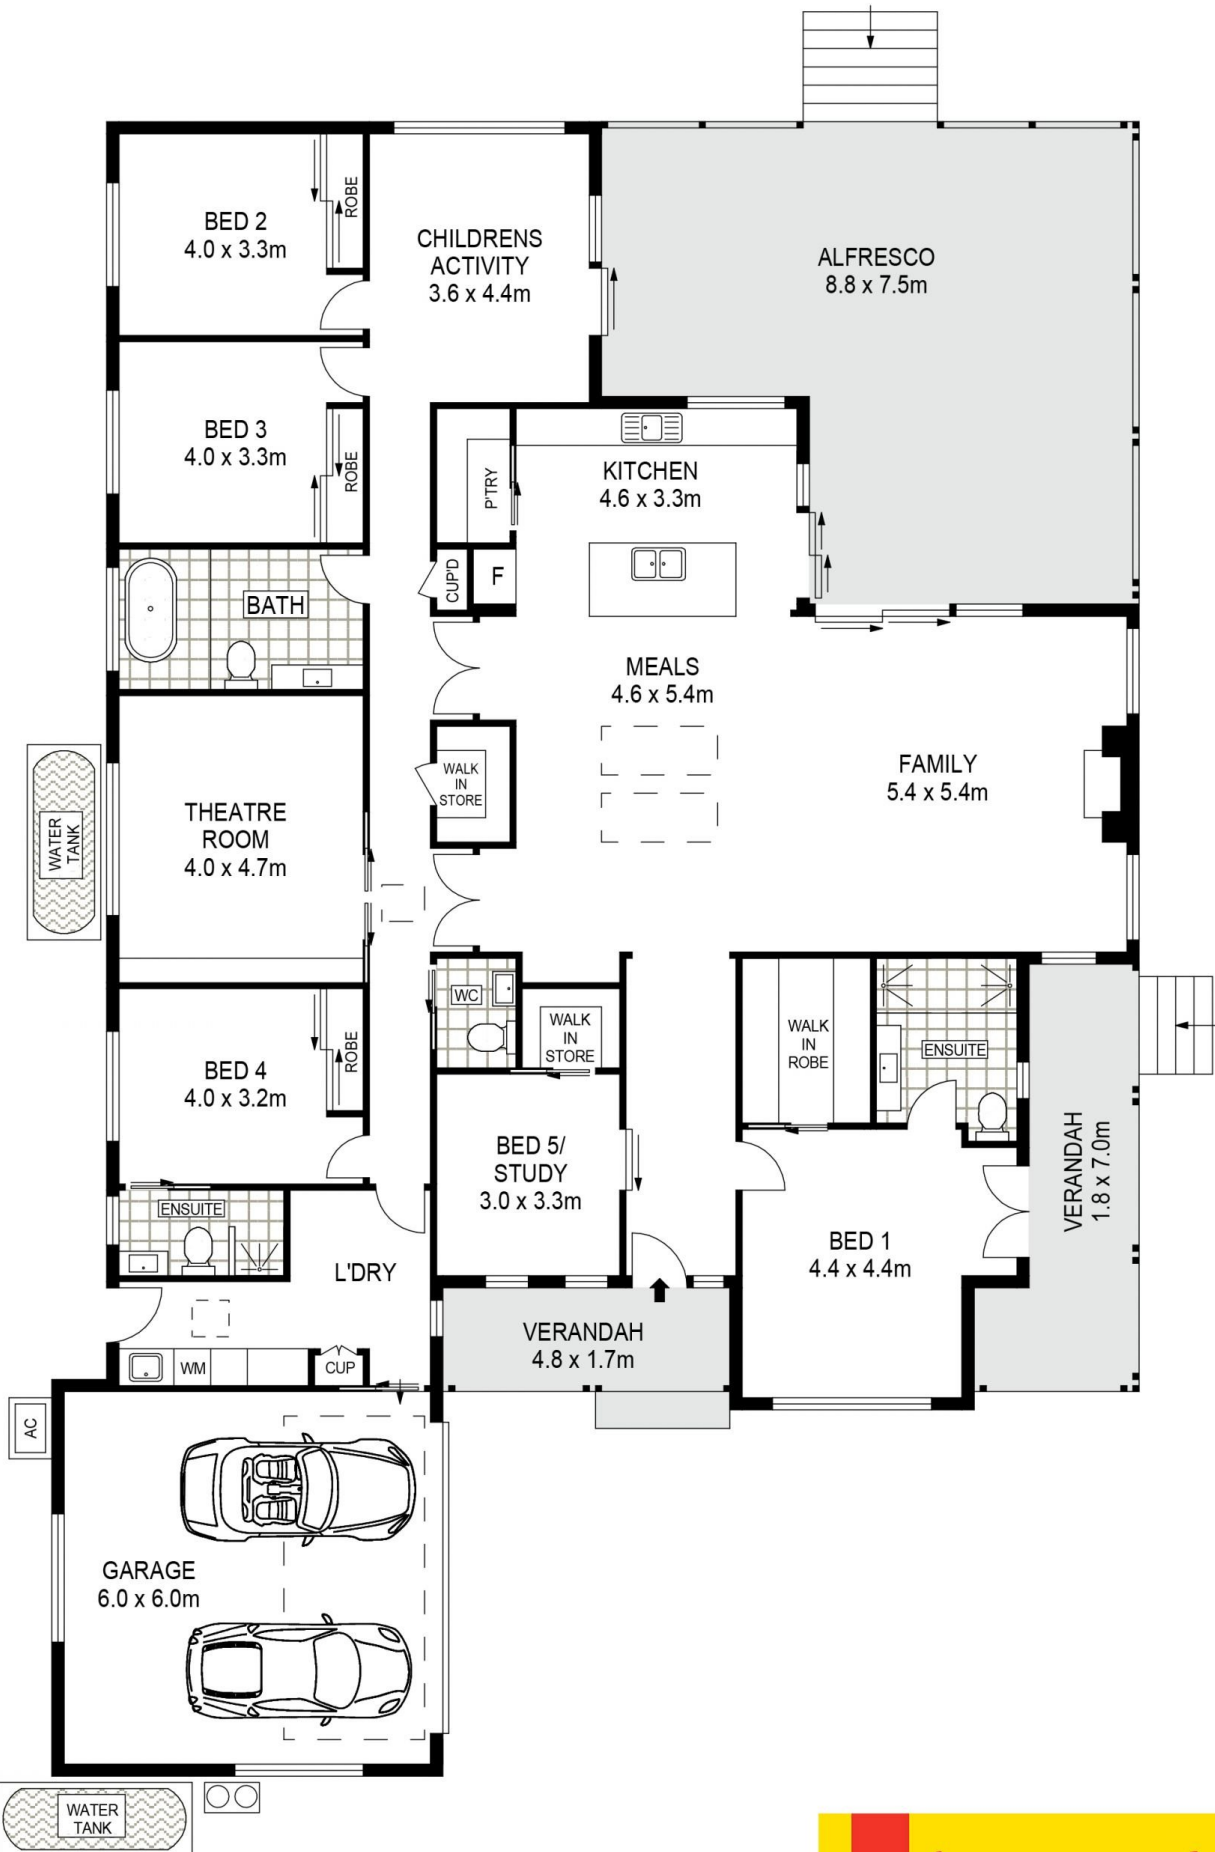 BED 2
4.0 x 3.3m
ROBE
CHILDRENS
ACTIVITY
3.6 x 4.4m
ALFRESCO
8.8 x 7.5m
BED 3
4.0 x 3.3m
ROBE
P'TRY
KITCHEN
4.6 x 3.3m
CUP'D
F
BATH
MEALS
4.6 x 5.4m
WATER
TANK
THEATRE
ROOM
4.0 x 4.7m
WALK
IN
STORE
FAMILY
5.4 x 5.4m
WC
WALK
IN
STORE
WALK
IN
ROBE
ENSUITE
BED 4
4.0 x 3.2m
ROBE
BED 5/
STUDY
3.0 x 3.3m
VERANDAH
1.8 x 7.0m
ENSUITE
L'DRY
BED 1
4.4 x 4.4m
WM
CUP
VERANDAH
4.8 x 1.7m
AC
GARAGE
6.0 x 6.0m
WATER
TANK